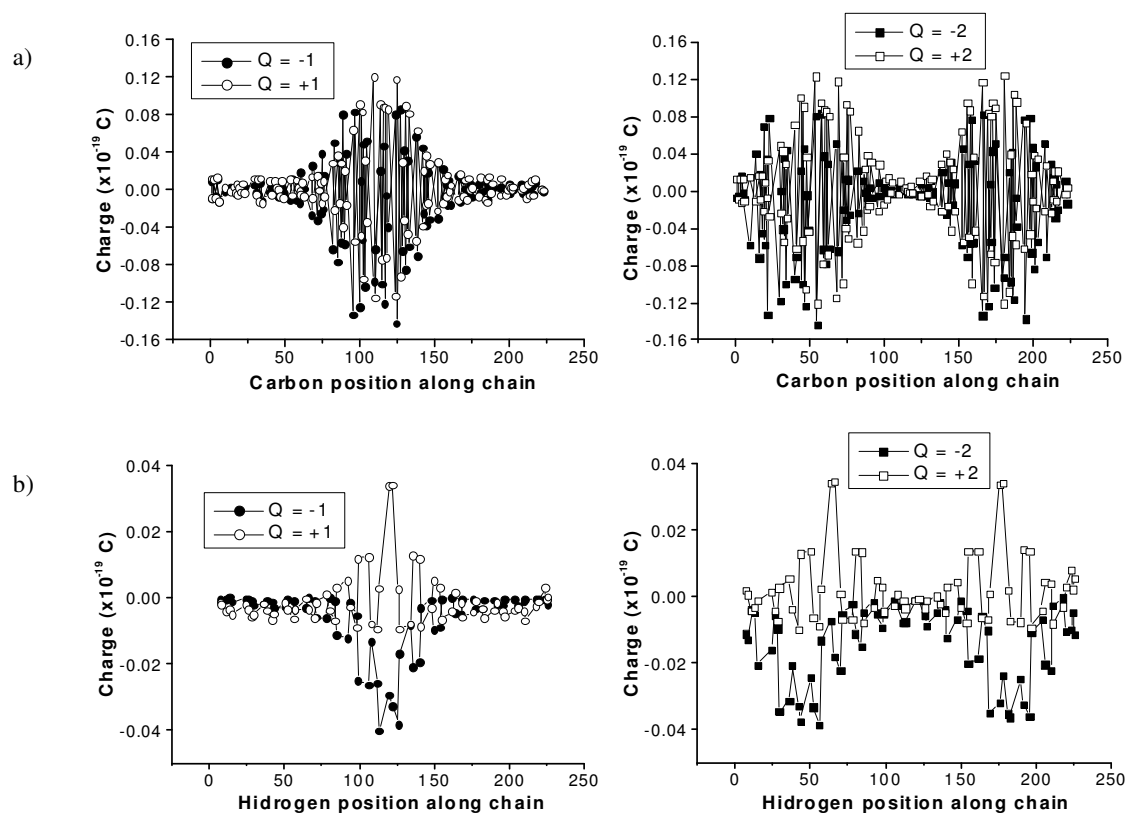 a)
Q = -1
Q = +1
0.16
0.12
0.08
0.04
0.00
-0.04
-0.08
-0.12
-0.16
Charge (x10⁻¹⁹ C)
0 50 100 150 200 250
Carbon position along chain
Q = -2
Q = +2
0.16
0.12
0.08
0.04
0.00
-0.04
-0.08
-0.12
-0.16
Charge (x10⁻¹⁹ C)
0 50 100 150 200 250
Carbon position along chain
b)
Q = -1
Q = +1
0.04
0.02
0.00
-0.02
-0.04
Charge (x10⁻¹⁹ C)
0 50 100 150 200 250
Hidrogen position along chain
Q = -2
Q = +2
0.04
0.02
0.00
-0.02
-0.04
Charge (x10⁻¹⁹ C)
0 50 100 150 200 250
Hidrogen position along chain